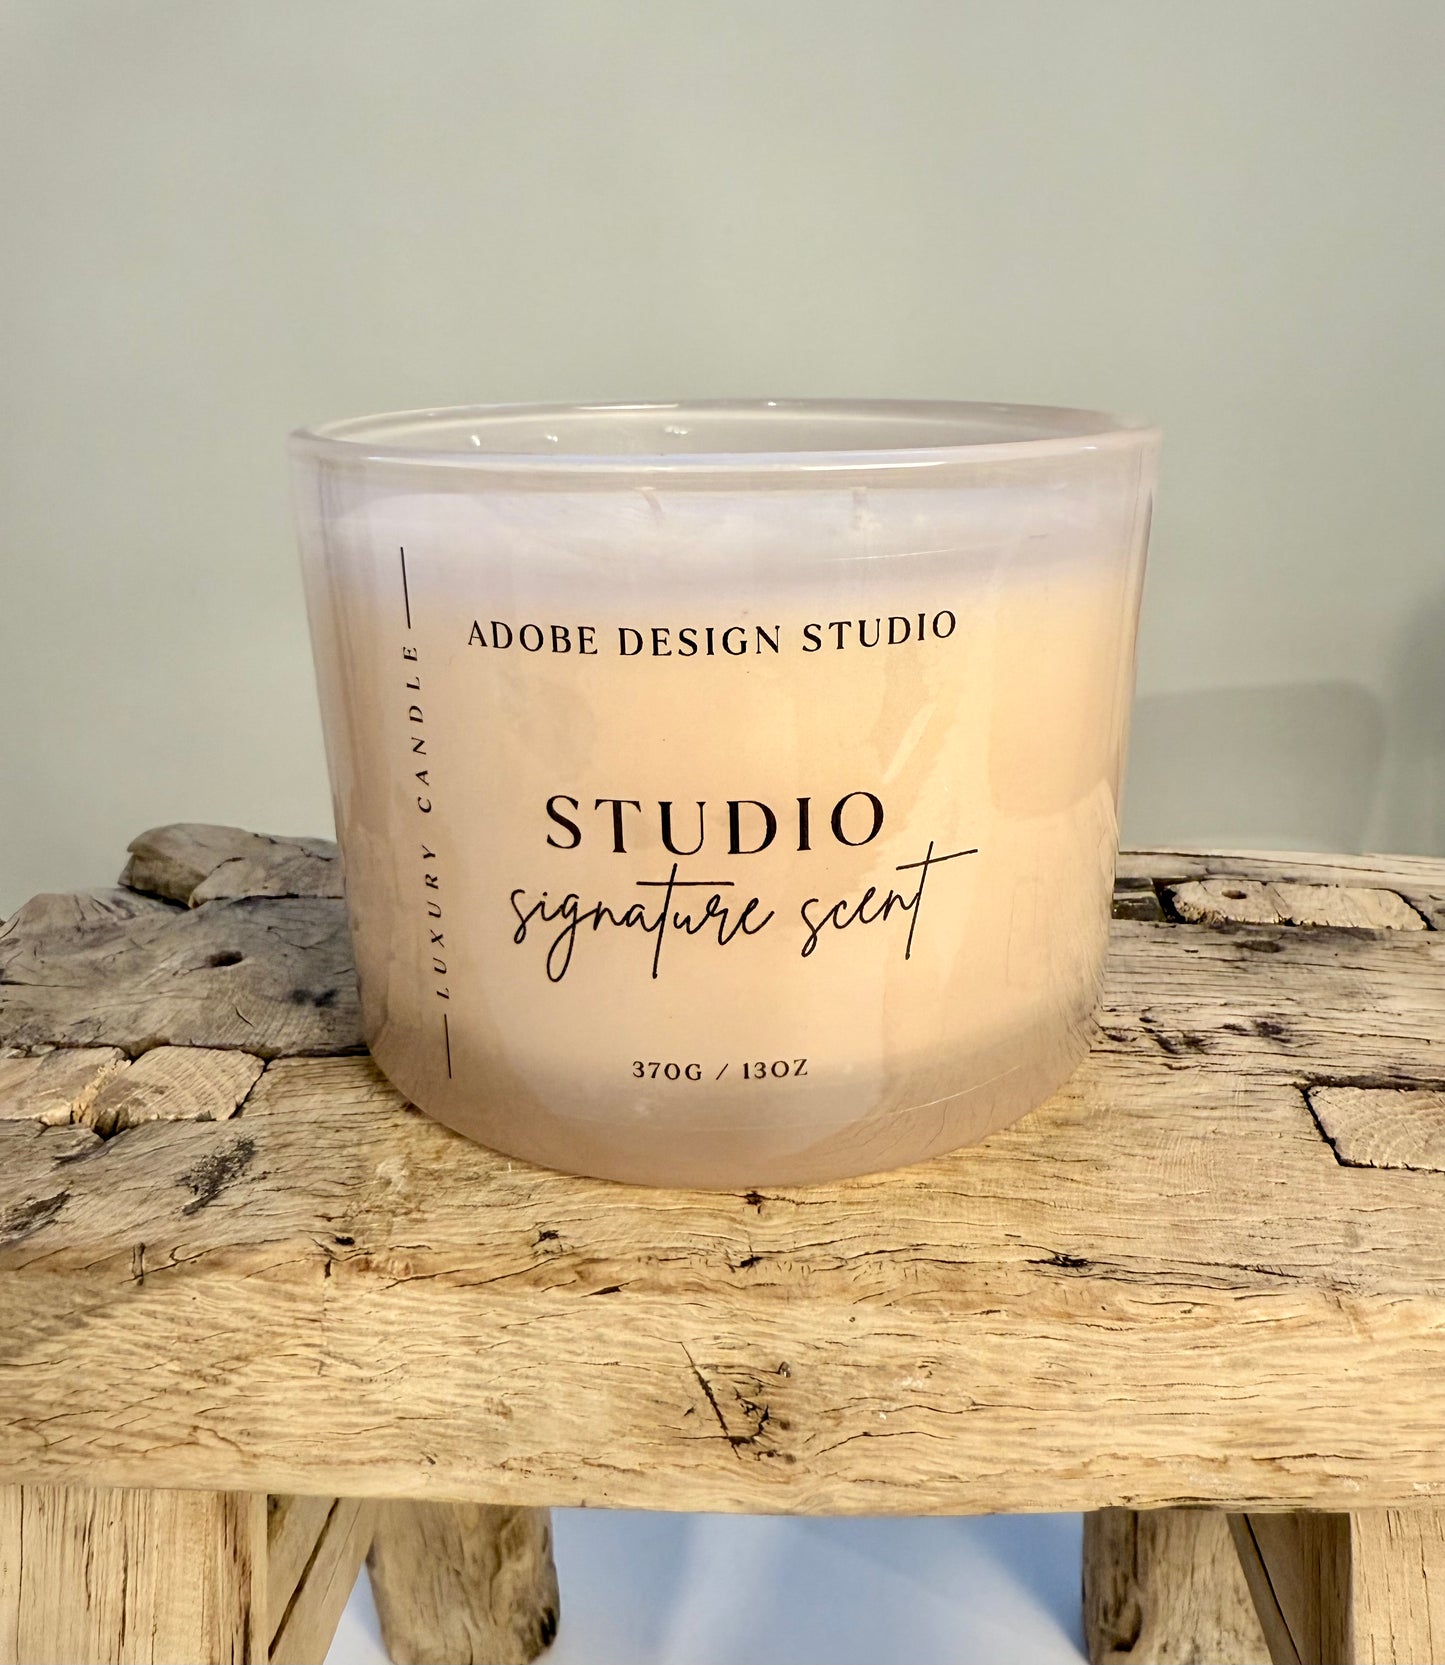 ADOBE DESIGN STUDIO
LUXURY CANDLE
STUDIO
signature scent
370G / 13OZ